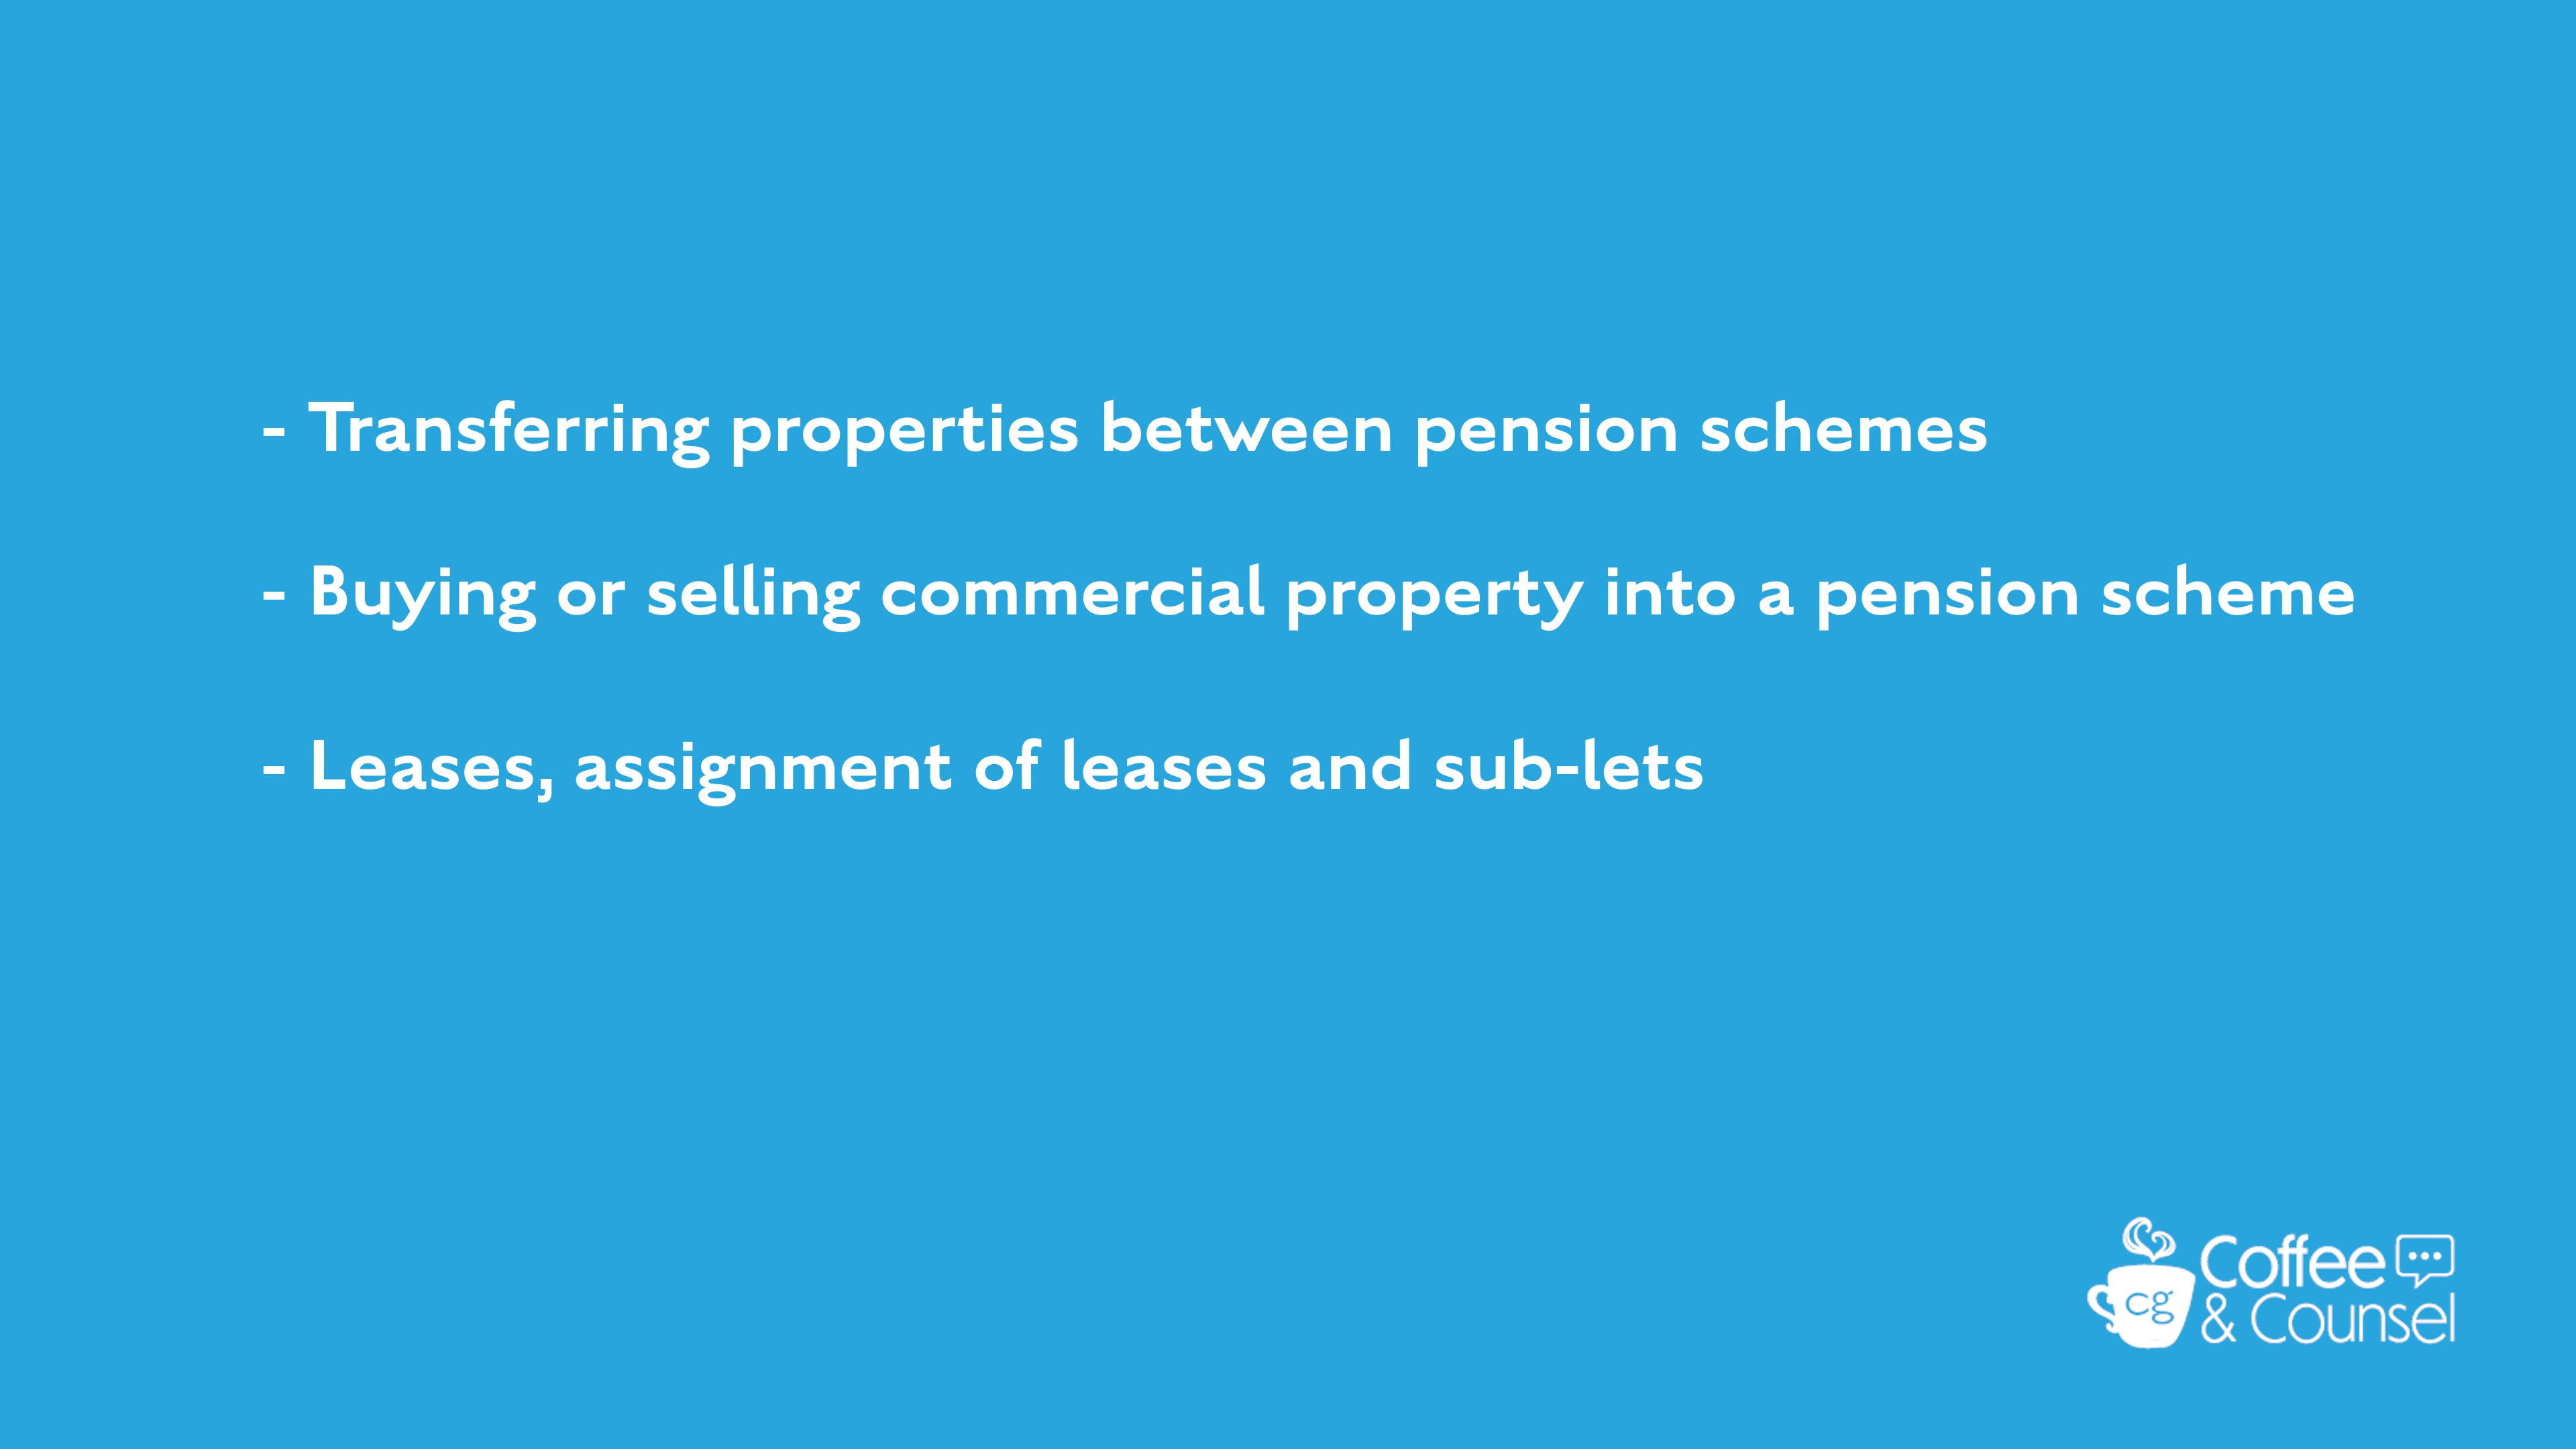 - Transferring properties between pension schemes
- Buying or selling commercial property into a pension scheme
- Leases, assignment of leases and sub-lets
cg
Coffee
& Counsel